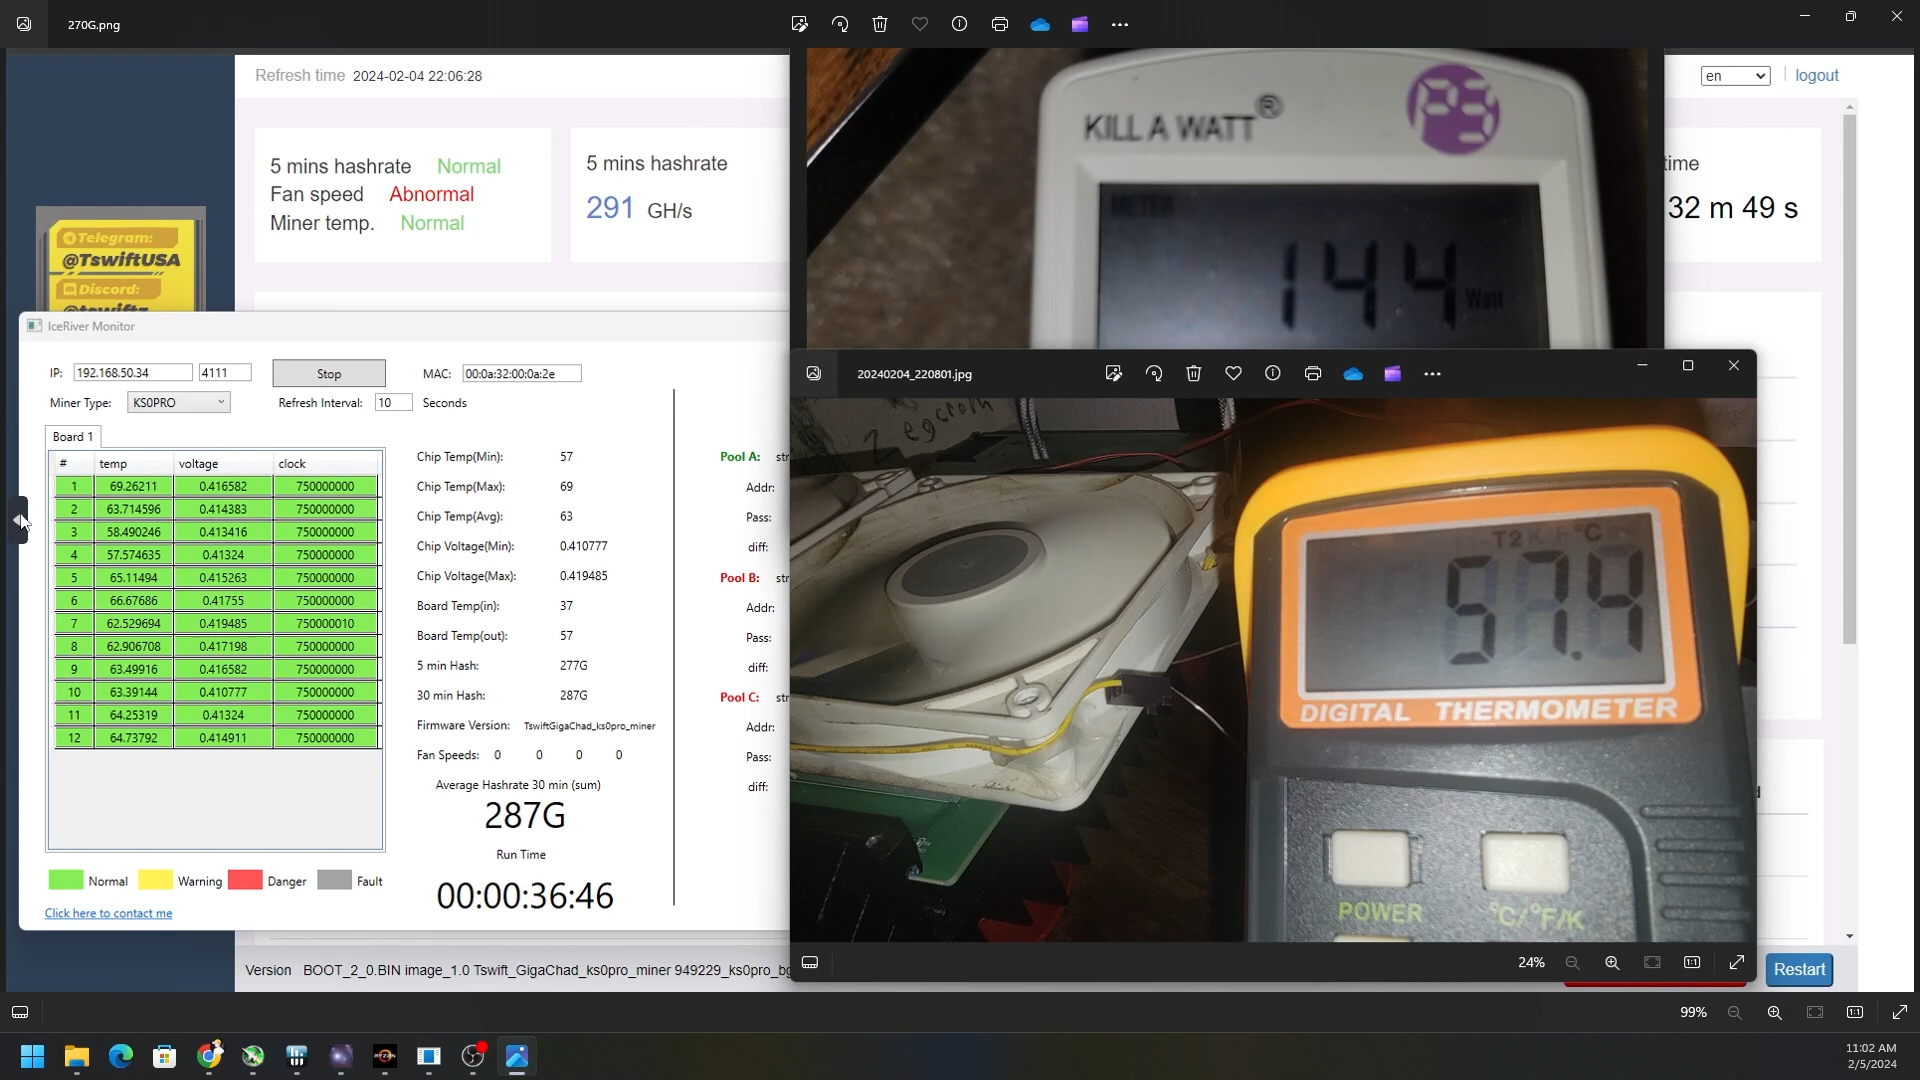 270G.png
Refresh time 2024-02-04 22:06:28
en
logout
5 mins hashrate Normal
Fan speed Abnormal
Miner temp. Normal
5 mins hashrate
291 GH/s
KILL A WATT®
P3
METER
144 Watt
time
32 m 49 s
Telegram:
@TswiftUSA
Discord:
@tswiftz
IceRiver Monitor
IP: 192.168.50.34 4111 Stop MAC: 00:0a:32:00:0a:2e
Miner Type: KS0PRO Refresh Interval: 10 Seconds
Board 1
# temp voltage clock
1 69.26211 0.416582 750000000
2 63.714596 0.414383 750000000
3 58.490246 0.413416 750000000
4 57.574635 0.41324 750000000
5 65.11494 0.415263 750000000
6 66.67686 0.41755 750000000
7 62.529694 0.419485 750000010
8 62.906708 0.417198 750000000
9 63.49916 0.416582 750000000
10 63.39144 0.410777 750000000
11 64.25319 0.41324 750000000
12 64.73792 0.414911 750000000
Normal Warning Danger Fault
Click here to contact me
Chip Temp(Min): 57
Chip Temp(Max): 69
Chip Temp(Avg): 63
Chip Voltage(Min): 0.410777
Chip Voltage(Max): 0.419485
Board Temp(in): 37
Board Temp(out): 57
5 min Hash: 277G
30 min Hash: 287G
Firmware Version: TswiftGigaChad_ks0pro_miner
Fan Speeds: 0 0 0 0
Average Hashrate 30 min (sum)
287G
Run Time
00:00:36:46
Pool A: str
Addr:
Pass:
diff:
Pool B: str
Addr:
Pass:
diff:
Pool C: str
Addr:
Pass:
diff:
20240204_220801.jpg
T2 °C
57.9
DIGITAL THERMOMETER
POWER °C/°F/K
24%
Version BOOT_2_0.BIN image_1.0 Tswift_GigaChad_ks0pro_miner 949229_ks0pro_bg
Restart
99%
RYZEN
11:02 AM
2/5/2024